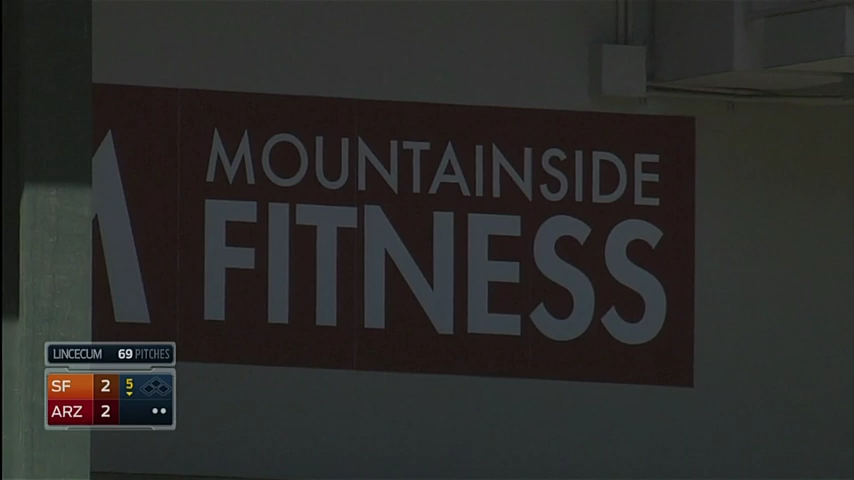 MOUNTAINSIDE
FITNESS
LINCECUM 69 PITCHES
SF 2 5
ARZ 2